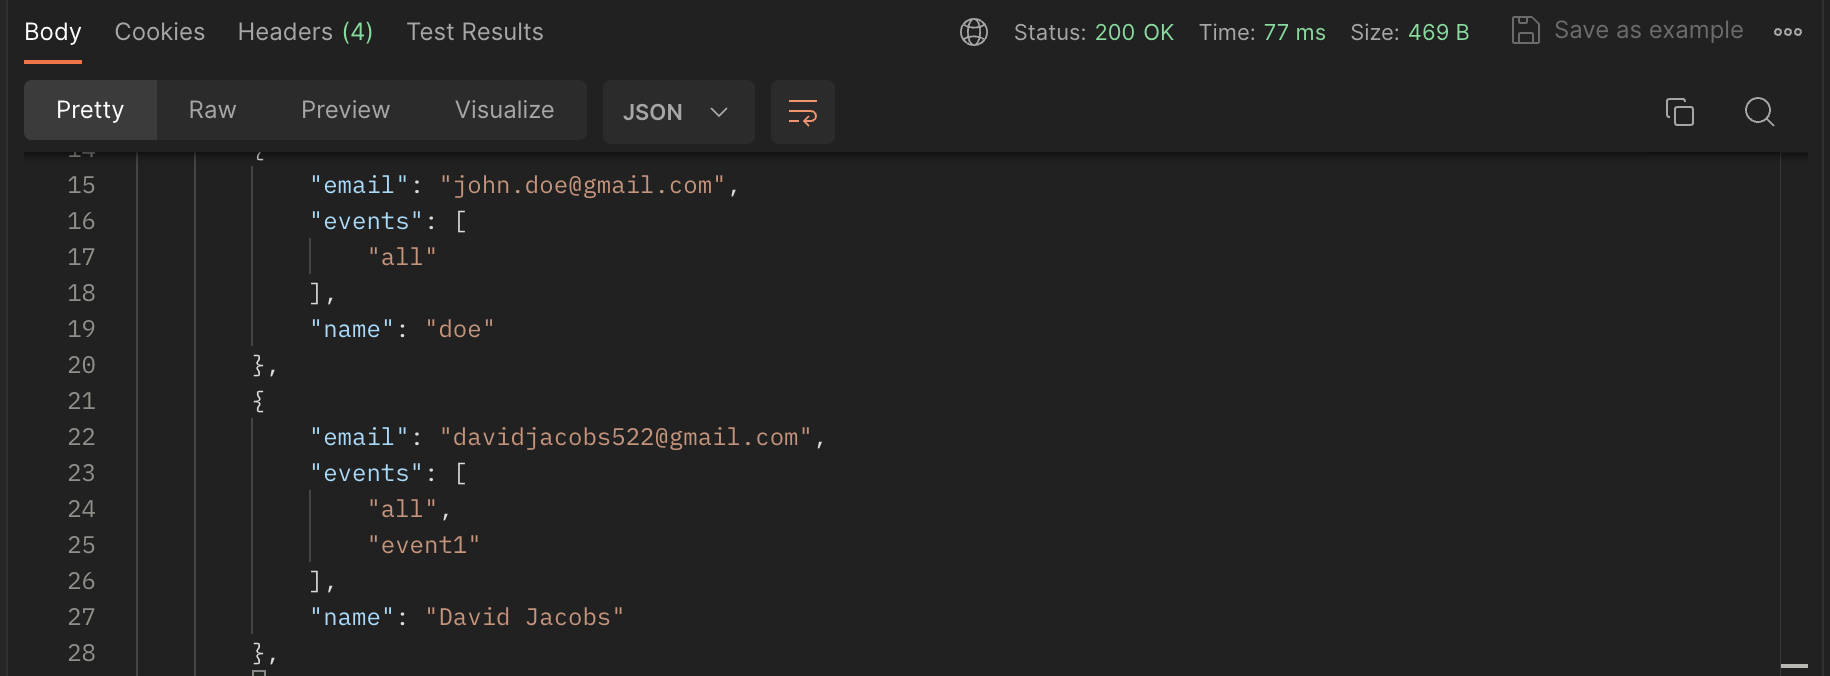 Body Cookies Headers (4) Test Results Status: 200 OK Time: 77 ms Size: 469 B Save as example
Pretty Raw Preview Visualize JSON
14 {
15 "email": "john.doe@gmail.com",
16 "events": [
17 "all"
18 ],
19 "name": "doe"
20 },
21 {
22 "email": "davidjacobs522@gmail.com",
23 "events": [
24 "all",
25 "event1"
26 ],
27 "name": "David Jacobs"
28 },